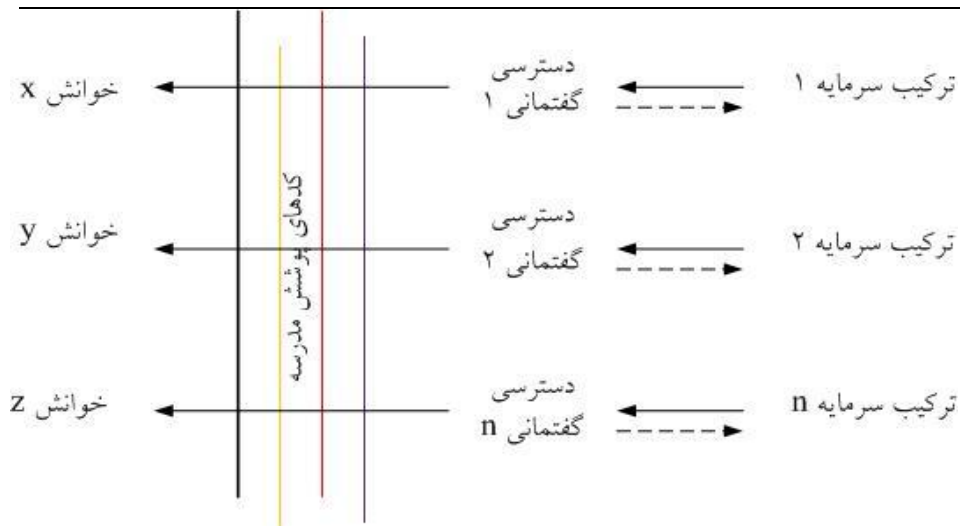 ترکیب سرمایه ۱
دسترسی
گفتمانی ۱
خوانش x
ترکیب سرمایه ۲
دسترسی
گفتمانی ۲
خوانش y
ترکیب سرمایه n
دسترسی
گفتمانی n
خوانش z
کدهای پوشش مدرسه